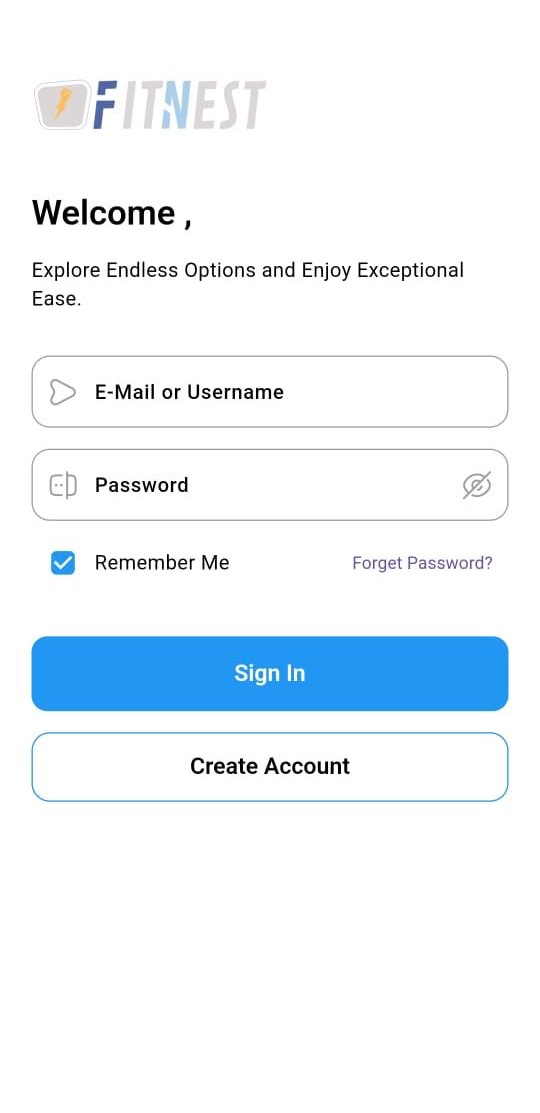 FITNEST
Welcome ,
Explore Endless Options and Enjoy Exceptional
Ease.
E-Mail or Username
Password
Remember Me
Forget Password?
Sign In
Create Account